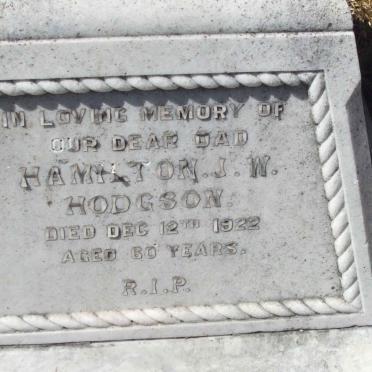 IN LOVING MEMORY OF
OUR DEAR DAD
HAMILTON. J. W.
HODGSON.
DIED DEC 12TH 1922
AGED 60 YEARS.
R.I.P.